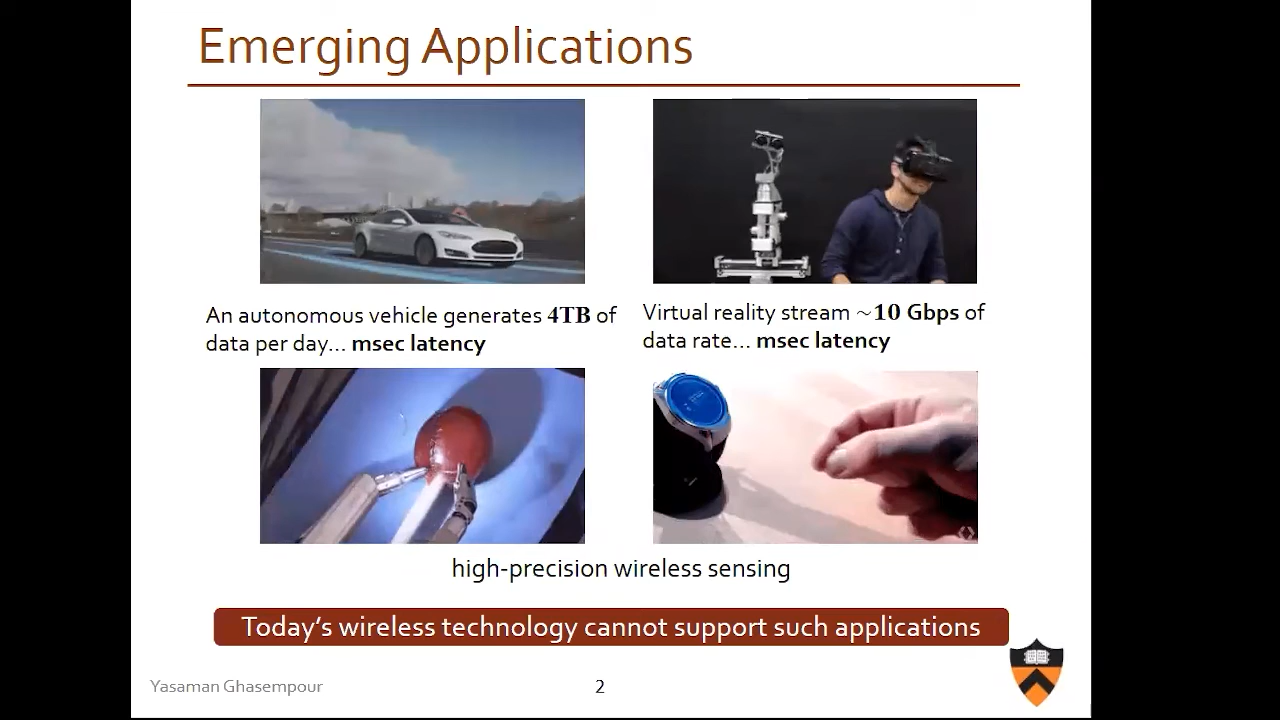 Emerging Applications
An autonomous vehicle generates 4TB of
data per day... msec latency
Virtual reality stream ~10 Gbps of
data rate... msec latency
high-precision wireless sensing
Today's wireless technology cannot support such applications
Yasaman Ghasempour
2